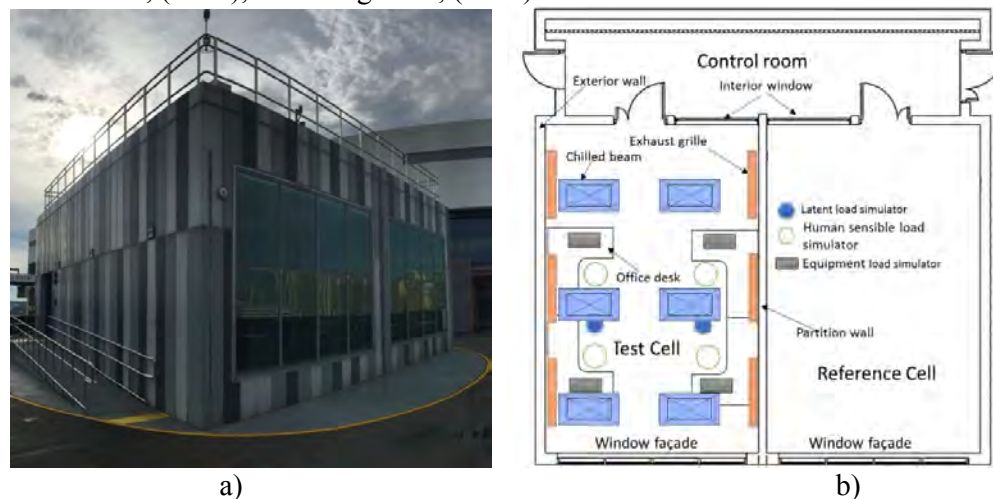 Control room
Exterior wall
Interior window
Exhaust grille
Chilled beam
Latent load simulator
Human sensible load
simulator
Equipment load simulator
Office desk
Partition wall
Test Cell
Reference Cell
Window façade
Window façade
a)
b)